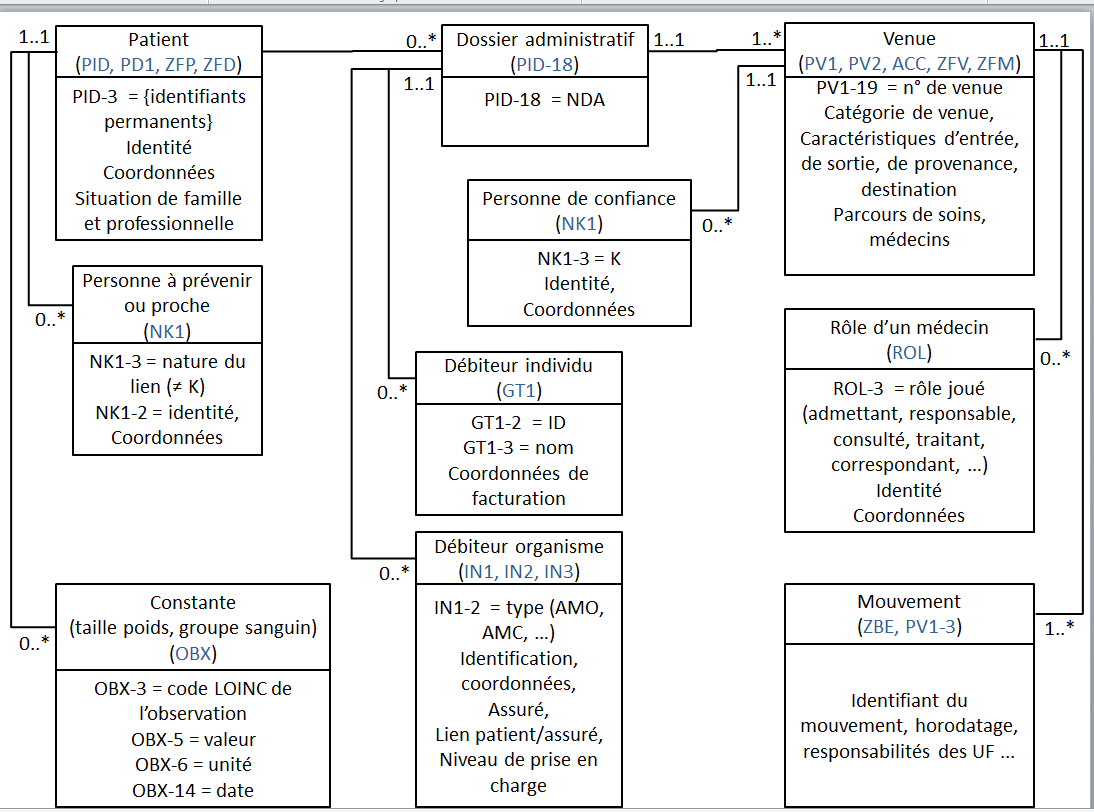 1..1
Patient
(PID, PD1, ZFP, ZFD)
PID-3 = {identifiants
permanents}
Identité
Coordonnées
Situation de famille
et professionnelle
0..*
Dossier administratif
(PID-18)
PID-18 = NDA
1..1
1..1
1..*
Venue
(PV1, PV2, ACC, ZFV, ZFM)
PV1-19 = n° de venue
Catégorie de venue,
Caractéristiques d’entrée,
de sortie, de provenance,
destination
Parcours de soins,
médecins
1..1
1..1
Personne de confiance
(NK1)
NK1-3 = K
Identité,
Coordonnées
0..*
Personne à prévenir
ou proche
(NK1)
NK1-3 = nature du
lien (≠ K)
NK1-2 = identité,
Coordonnées
0..*
Débiteur individu
(GT1)
GT1-2 = ID
GT1-3 = nom
Coordonnées de
facturation
0..*
Rôle d’un médecin
(ROL)
ROL-3 = rôle joué
(admettant, responsable,
consulté, traitant,
correspondant, …)
Identité
Coordonnées
0..*
Débiteur organisme
(IN1, IN2, IN3)
IN1-2 = type (AMO,
AMC, …)
Identification,
coordonnées,
Assuré,
Lien patient/assuré,
Niveau de prise en
charge
0..*
Constante
(taille poids, groupe sanguin)
(OBX)
OBX-3 = code LOINC de
l’observation
OBX-5 = valeur
OBX-6 = unité
OBX-14 = date
0..*
Mouvement
(ZBE, PV1-3)
Identifiant du
mouvement, horodatage,
responsabilités des UF …
1..*